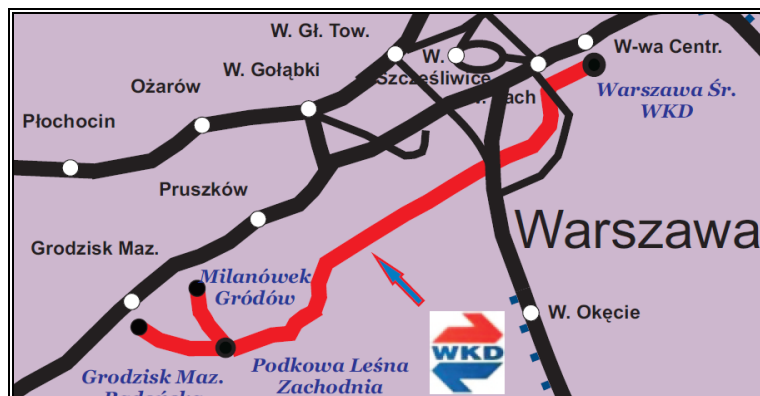 W. Gł. Tow.
W-wa Centr.
W.
Szcześliwice
W. Gołąbki
Ożarów
Warszawa Śr.
WKD
Płochocin
Pruszków
Warszawa
Grodzisk Maz.
Milanówek
Gródów
W. Okęcie
WKD
Podkowa Leśna
Zachodnia
Grodzisk Maz.